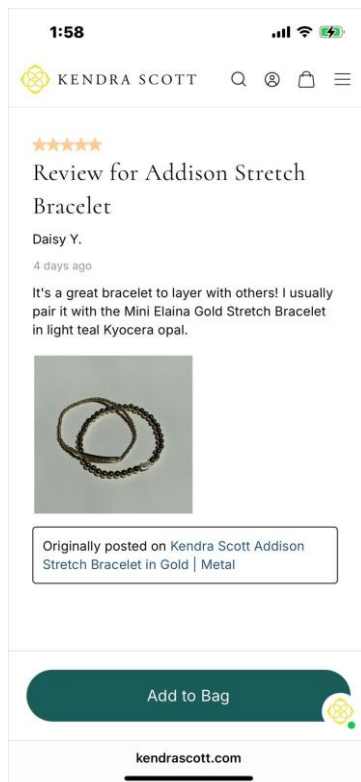 1:58
KENDRA SCOTT
Review for Addison Stretch
Bracelet
Daisy Y.
4 days ago
It's a great bracelet to layer with others! I usually
pair it with the Mini Elaina Gold Stretch Bracelet
in light teal Kyocera opal.
Originally posted on Kendra Scott Addison
Stretch Bracelet in Gold | Metal
Add to Bag
kendrascott.com